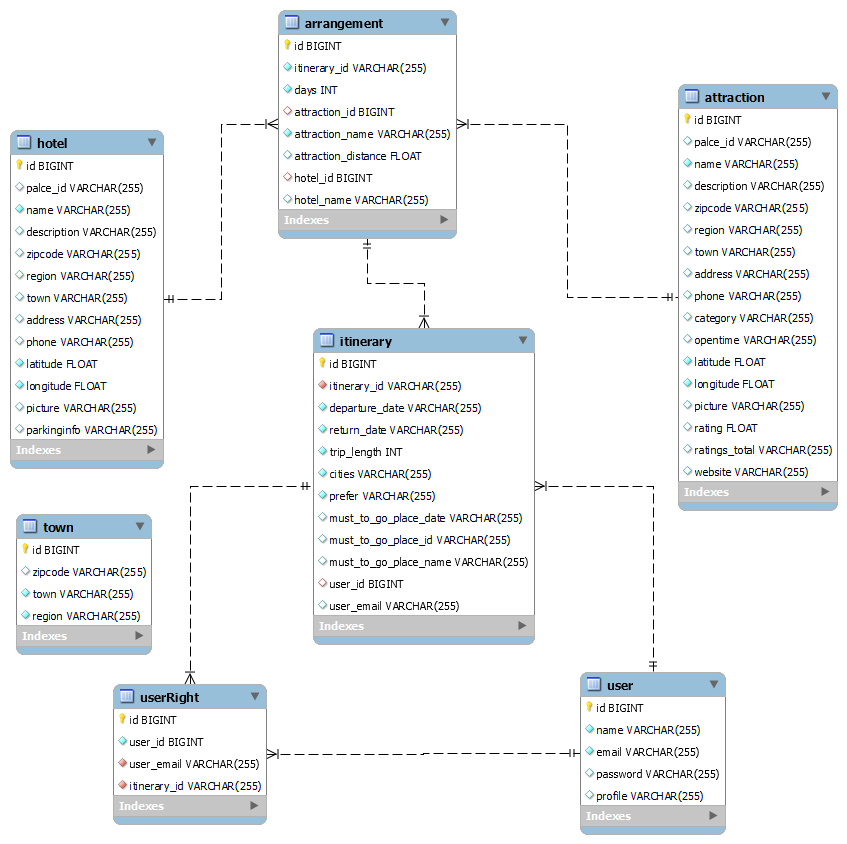 arrangement
id BIGINT
itinerary_id VARCHAR(255)
days INT
attraction_id BIGINT
attraction_name VARCHAR(255)
attraction_distance FLOAT
hotel_id BIGINT
hotel_name VARCHAR(255)
Indexes
attraction
id BIGINT
palce_id VARCHAR(255)
name VARCHAR(255)
description VARCHAR(255)
zipcode VARCHAR(255)
region VARCHAR(255)
town VARCHAR(255)
address VARCHAR(255)
phone VARCHAR(255)
category VARCHAR(255)
opentime VARCHAR(255)
latitude FLOAT
longitude FLOAT
picture VARCHAR(255)
rating FLOAT
ratings_total VARCHAR(255)
website VARCHAR(255)
Indexes
hotel
id BIGINT
palce_id VARCHAR(255)
name VARCHAR(255)
description VARCHAR(255)
zipcode VARCHAR(255)
region VARCHAR(255)
town VARCHAR(255)
address VARCHAR(255)
phone VARCHAR(255)
latitude FLOAT
longitude FLOAT
picture VARCHAR(255)
parkinginfo VARCHAR(255)
Indexes
itinerary
id BIGINT
itinerary_id VARCHAR(255)
departure_date VARCHAR(255)
return_date VARCHAR(255)
trip_length INT
cities VARCHAR(255)
prefer VARCHAR(255)
must_to_go_place_date VARCHAR(255)
must_to_go_place_id VARCHAR(255)
must_to_go_place_name VARCHAR(255)
user_id BIGINT
user_email VARCHAR(255)
Indexes
town
id BIGINT
zipcode VARCHAR(255)
town VARCHAR(255)
region VARCHAR(255)
Indexes
userRight
id BIGINT
user_id BIGINT
user_email VARCHAR(255)
itinerary_id VARCHAR(255)
Indexes
user
id BIGINT
name VARCHAR(255)
email VARCHAR(255)
password VARCHAR(255)
profile VARCHAR(255)
Indexes